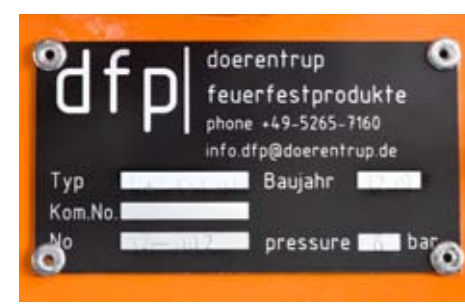 dfp
doerentrup
feuerfestprodukte
phone +49-5265-7160
info.dfp@doerentrup.de
Typ Baujahr
Kom.No.
No pressure bar